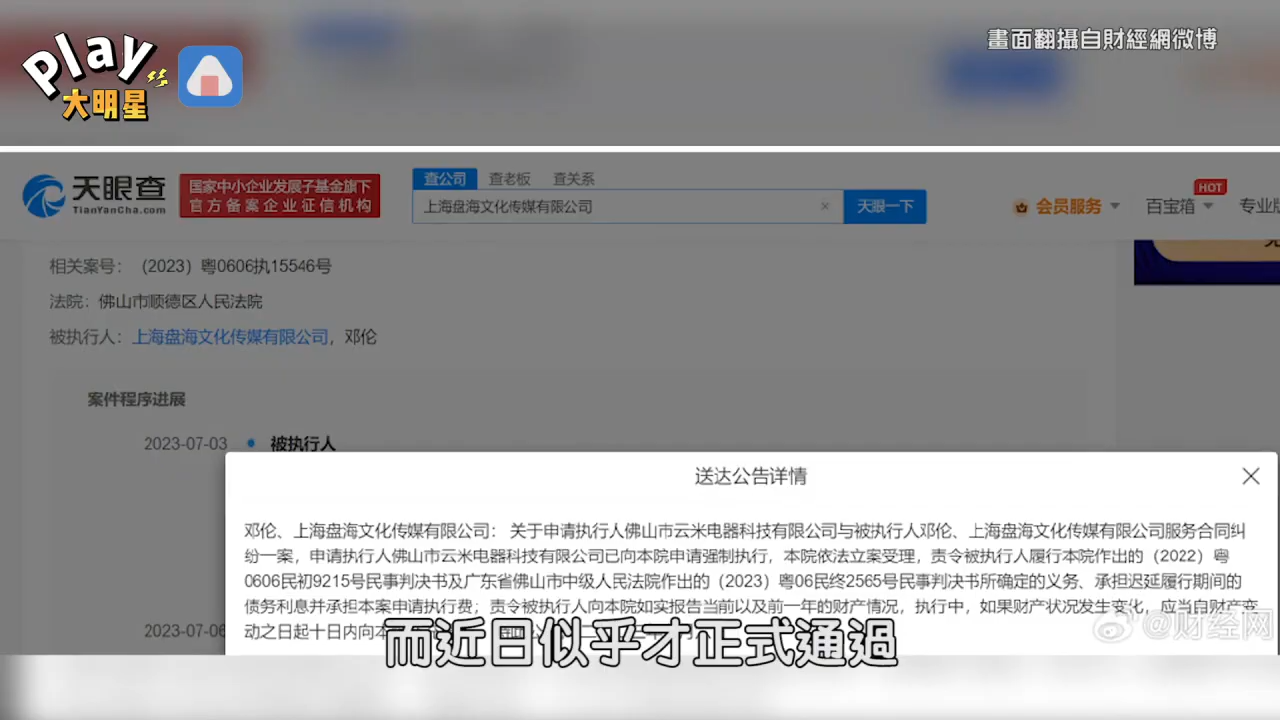 Play
大明星
畫面翻攝自財經網微博
天眼查
TianYanCha.com
国家中小企业发展子基金旗下
官方备案企业征信机构
查公司 查老板 查关系
上海盘海文化传媒有限公司 × 天眼一下
会员服务 百宝箱 HOT 专业版
相关案号：（2023）粤0606执15546号
法院：佛山市顺德区人民法院
被执行人：上海盘海文化传媒有限公司，邓伦
案件程序进展
2023-07-03 被执行人
送达公告详情
邓伦、上海盘海文化传媒有限公司： 关于申请执行人佛山市云米电器科技有限公司与被执行人邓伦、上海盘海文化传媒有限公司服务合同纠
纷一案，申请执行人佛山市云米电器科技有限公司已向本院申请强制执行，本院依法立案受理，责令被执行人履行本院作出的（2022）粤
0606民初9215号民事判决书及广东省佛山市中级人民法院作出的（2023）粤06民终2565号民事判决书所确定的义务、承担迟延履行期间的
债务利息并承担本案申请执行费；责令被执行人向本院如实报告当前以及前一年的财产情况，执行中，如果财产状况发生变化，应当自财产变
动之日起十日内向本
2023-07-06
@财经网
而近日似乎才正式通過